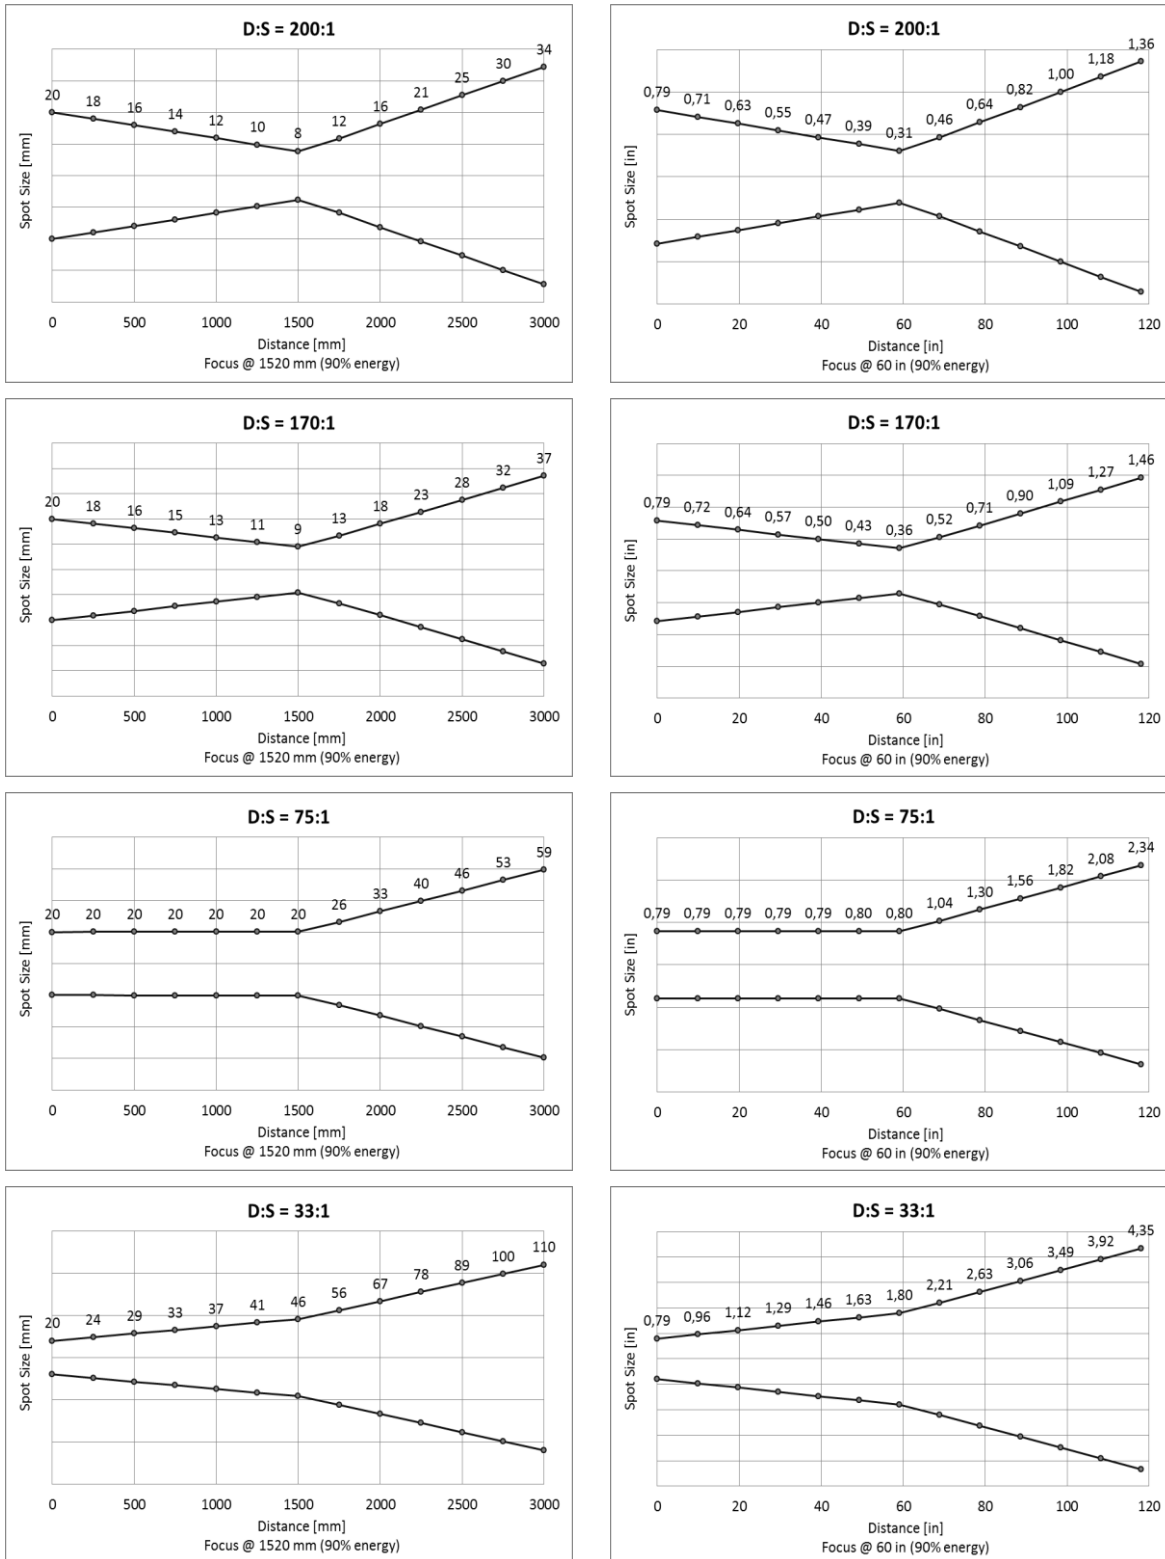 D:S = 200:1
34
30
25
21
20
18
16
14
12
10
8
12
16
Spot Size [mm]
0 500 1000 1500 2000 2500 3000
Distance [mm]
Focus @ 1520 mm (90% energy)
D:S = 200:1
1,36
1,18
1,00
0,82
0,79
0,71
0,63
0,55
0,47
0,39
0,31
0,46
0,64
Spot Size [in]
0 20 40 60 80 100 120
Distance [in]
Focus @ 60 in (90% energy)
D:S = 170:1
20 18 16 15 13 11 9 13 18 23 28 32 37
Spot Size [mm]
0 500 1000 1500 2000 2500 3000
Distance [mm]
Focus @ 1520 mm (90% energy)
D:S = 170:1
0,79 0,72 0,64 0,57 0,50 0,43 0,36 0,52 0,71 0,90 1,09 1,27 1,46
Spot Size [in]
0 20 40 60 80 100 120
Distance [in]
Focus @ 60 in (90% energy)
D:S = 75:1
20 20 20 20 20 20 20 26 33 40 46 53 59
Spot Size [mm]
0 500 1000 1500 2000 2500 3000
Distance [mm]
Focus @ 1520 mm (90% energy)
D:S = 75:1
0,79 0,79 0,79 0,79 0,79 0,80 0,80 1,04 1,30 1,56 1,82 2,08 2,34
Spot Size [in]
0 20 40 60 80 100 120
Distance [in]
Focus @ 60 in (90% energy)
D:S = 33:1
20 24 29 33 37 41 46 56 67 78 89 100 110
Spot Size [mm]
0 500 1000 1500 2000 2500 3000
Distance [mm]
Focus @ 1520 mm (90% energy)
D:S = 33:1
0,79 0,96 1,12 1,29 1,46 1,63 1,80 2,21 2,63 3,06 3,49 3,92 4,35
Spot Size [in]
0 20 40 60 80 100 120
Distance [in]
Focus @ 60 in (90% energy)